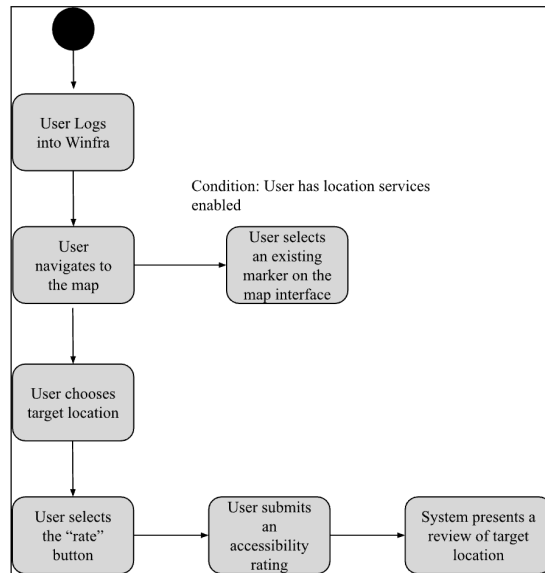 User Logs
into Winfra
Condition: User has location services
enabled
User
navigates to
the map
User selects
an existing
marker on the
map interface
User chooses
target location
User selects
the “rate”
button
User submits
an
accessibility
rating
System presents a
review of target
location